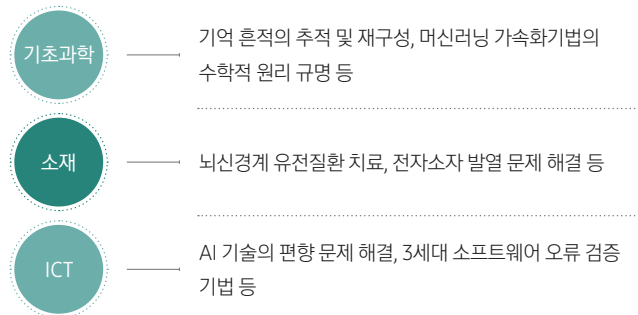 기초과학
기억 흔적의 추적 및 재구성, 머신러닝 가속화기법의
수학적 원리 규명 등
소재
뇌신경계 유전질환 치료, 전자소자 발열 문제 해결 등
ICT
AI 기술의 편향 문제 해결, 3세대 소프트웨어 오류 검증
기법 등